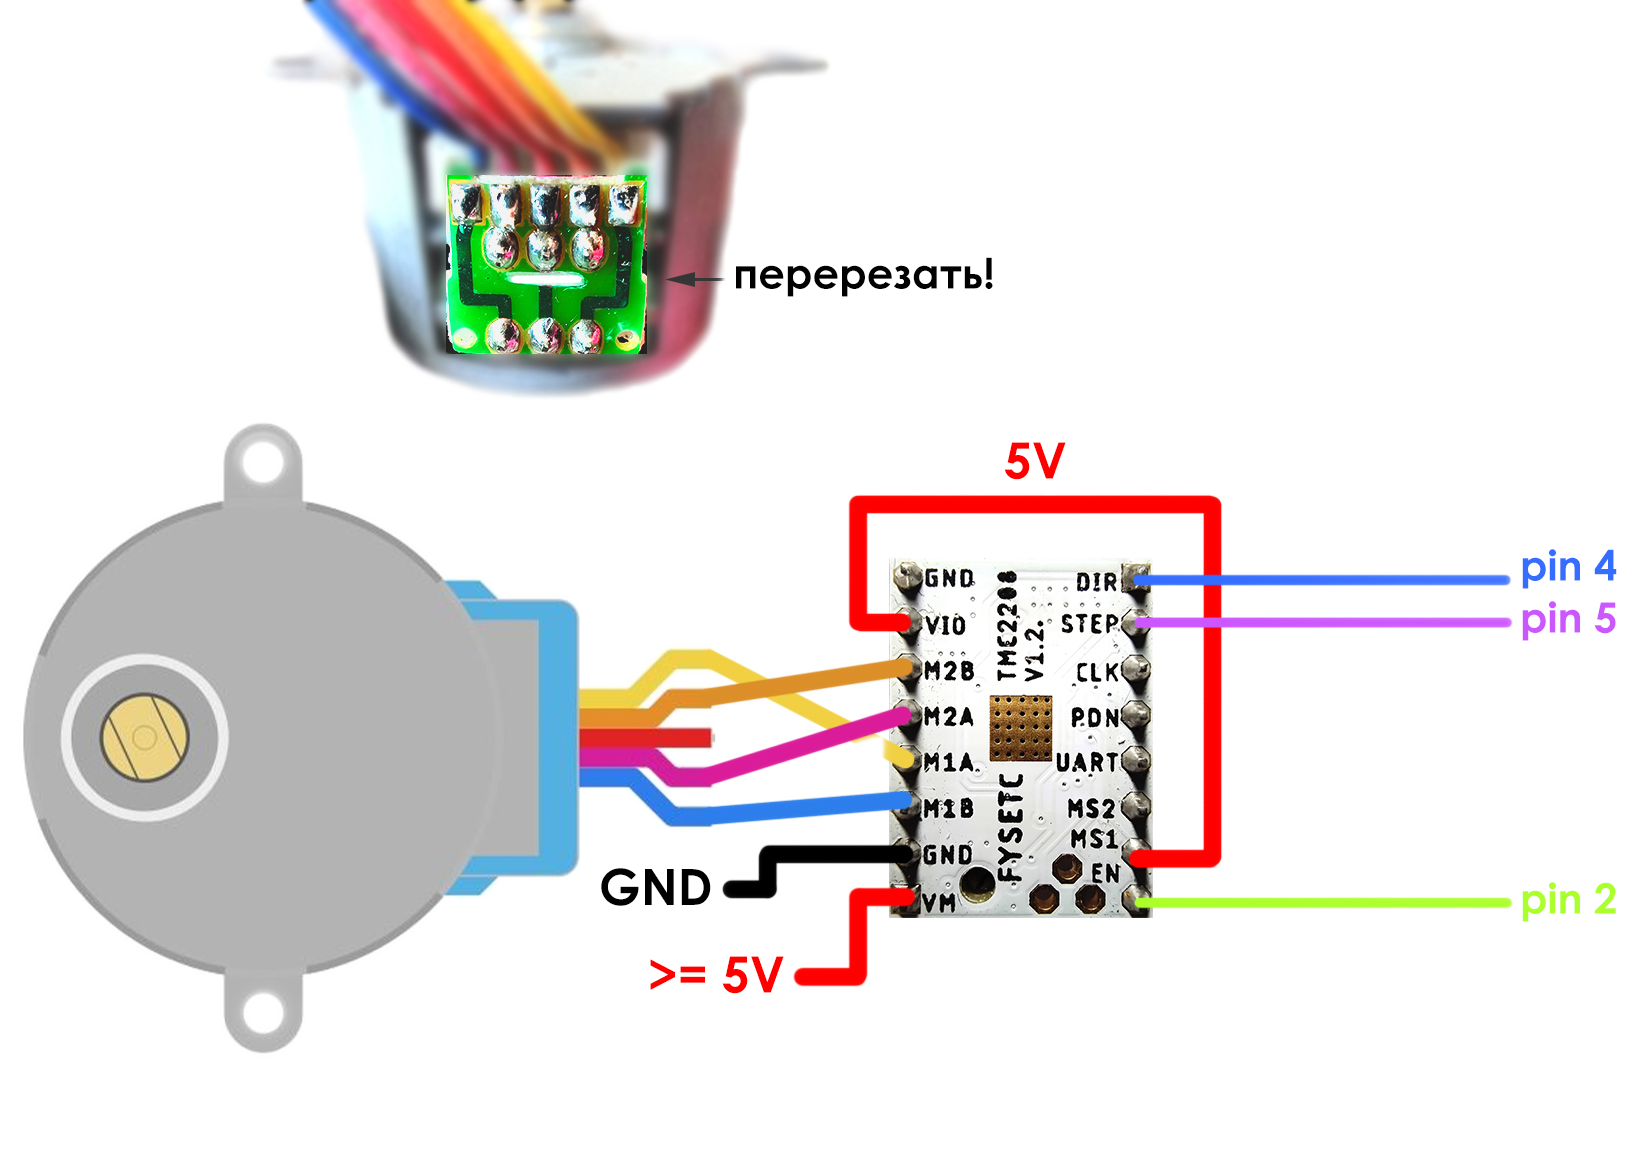 перерезать!
5V
GND
DIR
pin 4
VIO
STEP
pin 5
M2B
CLK
M2A
PDN
M1A
UART
M1B
MS2
GND
MS1
EN
VM
pin 2
TMC2208
V1.2.
FYSETC
GND
>= 5V